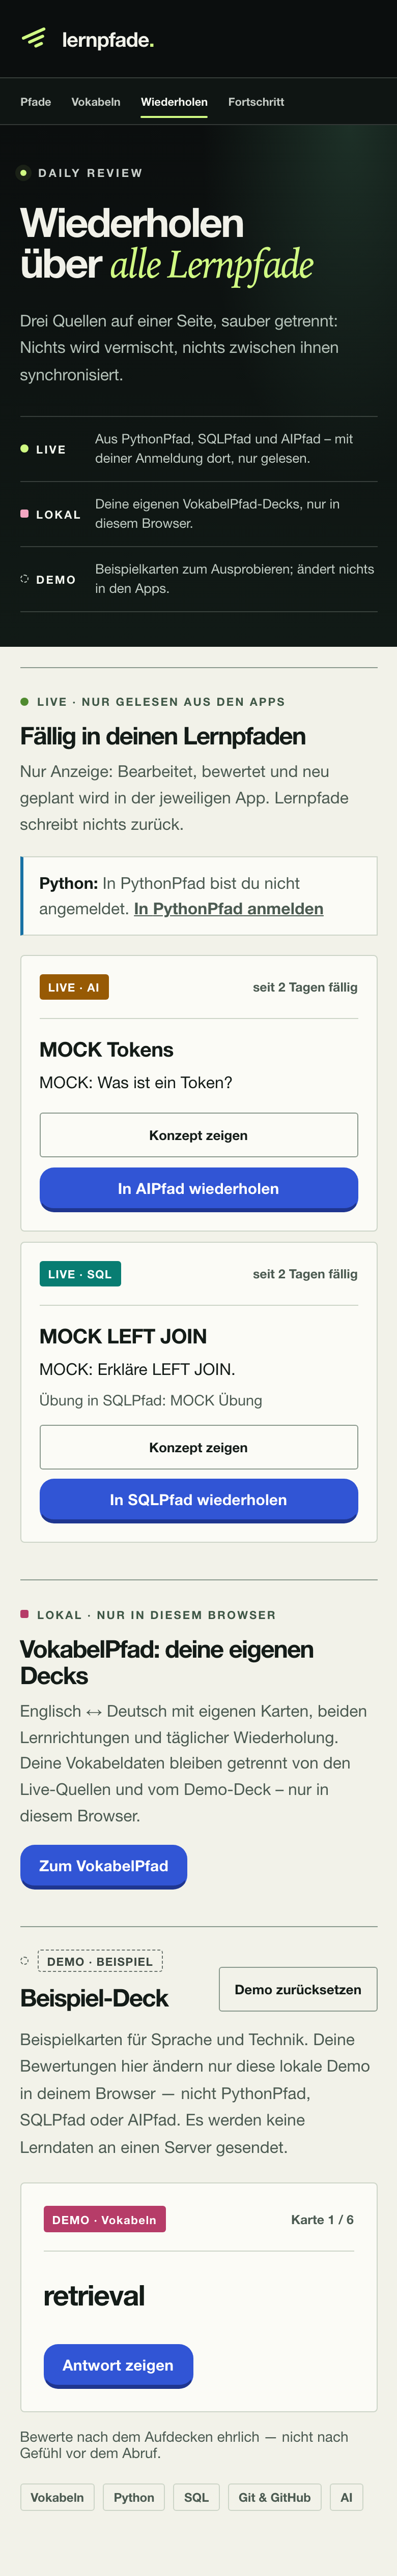 lernpfade.
Pfade Vokabeln Wiederholen Fortschritt
DAILY REVIEW
Wiederholen
über alle Lernpfade
Drei Quellen auf einer Seite, sauber getrennt:
Nichts wird vermischt, nichts zwischen ihnen
synchronisiert.
LIVE
Aus PythonPfad, SQLPfad und AIPfad – mit
deiner Anmeldung dort, nur gelesen.
LOKAL
Deine eigenen VokabelPfad-Decks, nur in
diesem Browser.
DEMO
Beispielkarten zum Ausprobieren; ändert nichts
in den Apps.
LIVE · NUR GELESEN AUS DEN APPS
Fällig in deinen Lernpfaden
Nur Anzeige: Bearbeitet, bewertet und neu
geplant wird in der jeweiligen App. Lernpfade
schreibt nichts zurück.
Python: In PythonPfad bist du nicht
angemeldet. In PythonPfad anmelden
LIVE · AI
seit 2 Tagen fällig
MOCK Tokens
MOCK: Was ist ein Token?
Konzept zeigen
In AIPfad wiederholen
LIVE · SQL
seit 2 Tagen fällig
MOCK LEFT JOIN
MOCK: Erkläre LEFT JOIN.
Übung in SQLPfad: MOCK Übung
Konzept zeigen
In SQLPfad wiederholen
LOKAL · NUR IN DIESEM BROWSER
VokabelPfad: deine eigenen
Decks
Englisch ↔ Deutsch mit eigenen Karten, beiden
Lernrichtungen und täglicher Wiederholung.
Deine Vokabeldaten bleiben getrennt von den
Live-Quellen und vom Demo-Deck – nur in
diesem Browser.
Zum VokabelPfad
DEMO · BEISPIEL
Beispiel-Deck
Demo zurücksetzen
Beispielkarten für Sprache und Technik. Deine
Bewertungen hier ändern nur diese lokale Demo
in deinem Browser — nicht PythonPfad,
SQLPfad oder AIPfad. Es werden keine
Lerndaten an einen Server gesendet.
DEMO · Vokabeln
Karte 1 / 6
retrieval
Antwort zeigen
Bewerte nach dem Aufdecken ehrlich — nicht nach
Gefühl vor dem Abruf.
Vokabeln Python SQL Git & GitHub AI